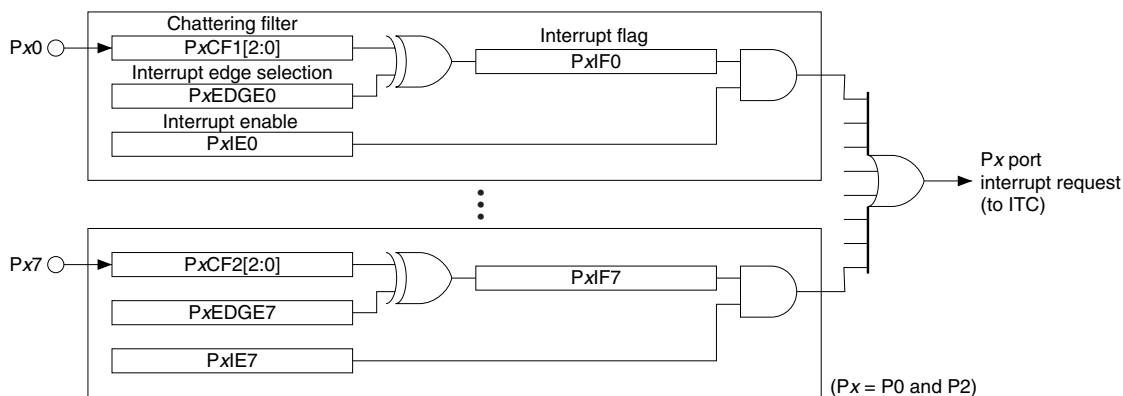 Chattering filter
Px0
PxCF1[2:0]
Interrupt flag
PxIF0
Interrupt edge selection
PxEDGE0
Interrupt enable
PxIE0
Px port
interrupt request
(to ITC)
Px7
PxCF2[2:0]
PxIF7
PxEDGE7
PxIE7
(Px = P0 and P2)